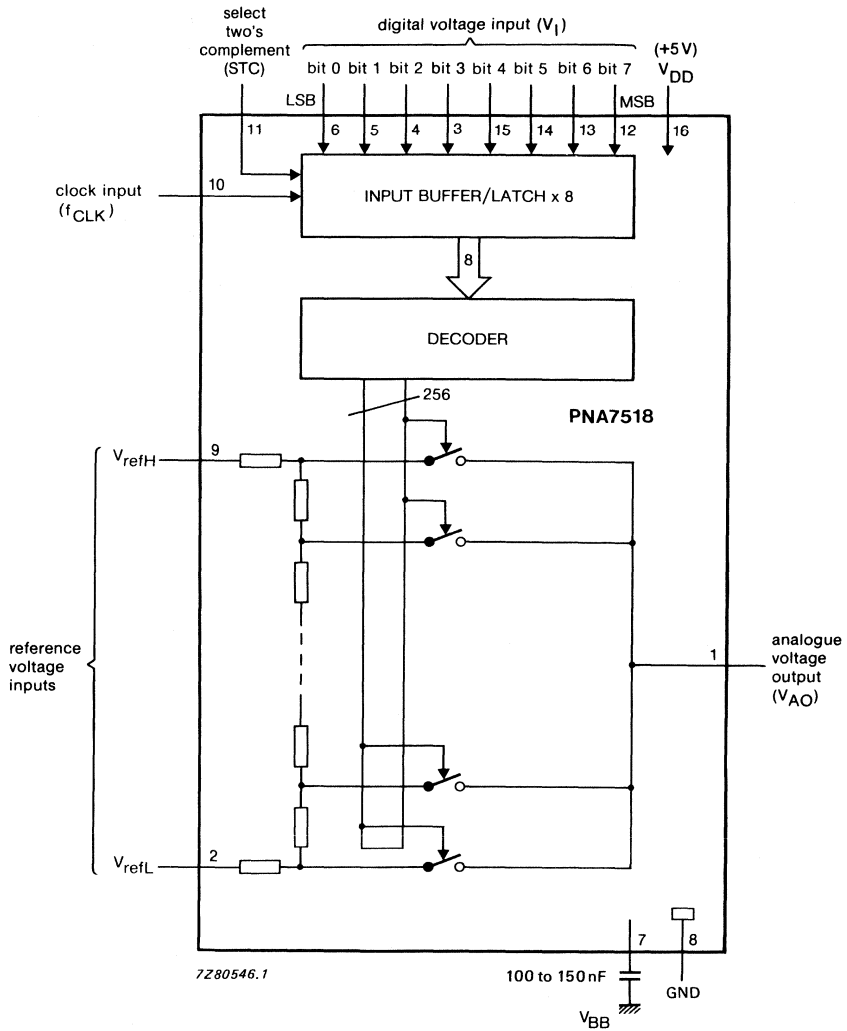 select
two's
complement
(STC)
digital voltage input (VI)
(+5V)
VDD
bit 0 bit 1 bit 2 bit 3 bit 4 bit 5 bit 6 bit 7
LSB
MSB
11 6 5 4 3 15 14 13 12 16
clock input
(fCLK)
10
INPUT BUFFER/LATCH x 8
8
DECODER
256
PNA7518
VrefH
9
reference
voltage
inputs
1
analogue
voltage
output
(VAO)
VrefL
2
7 8
7Z80546.1
100 to 150nF
GND
VBB